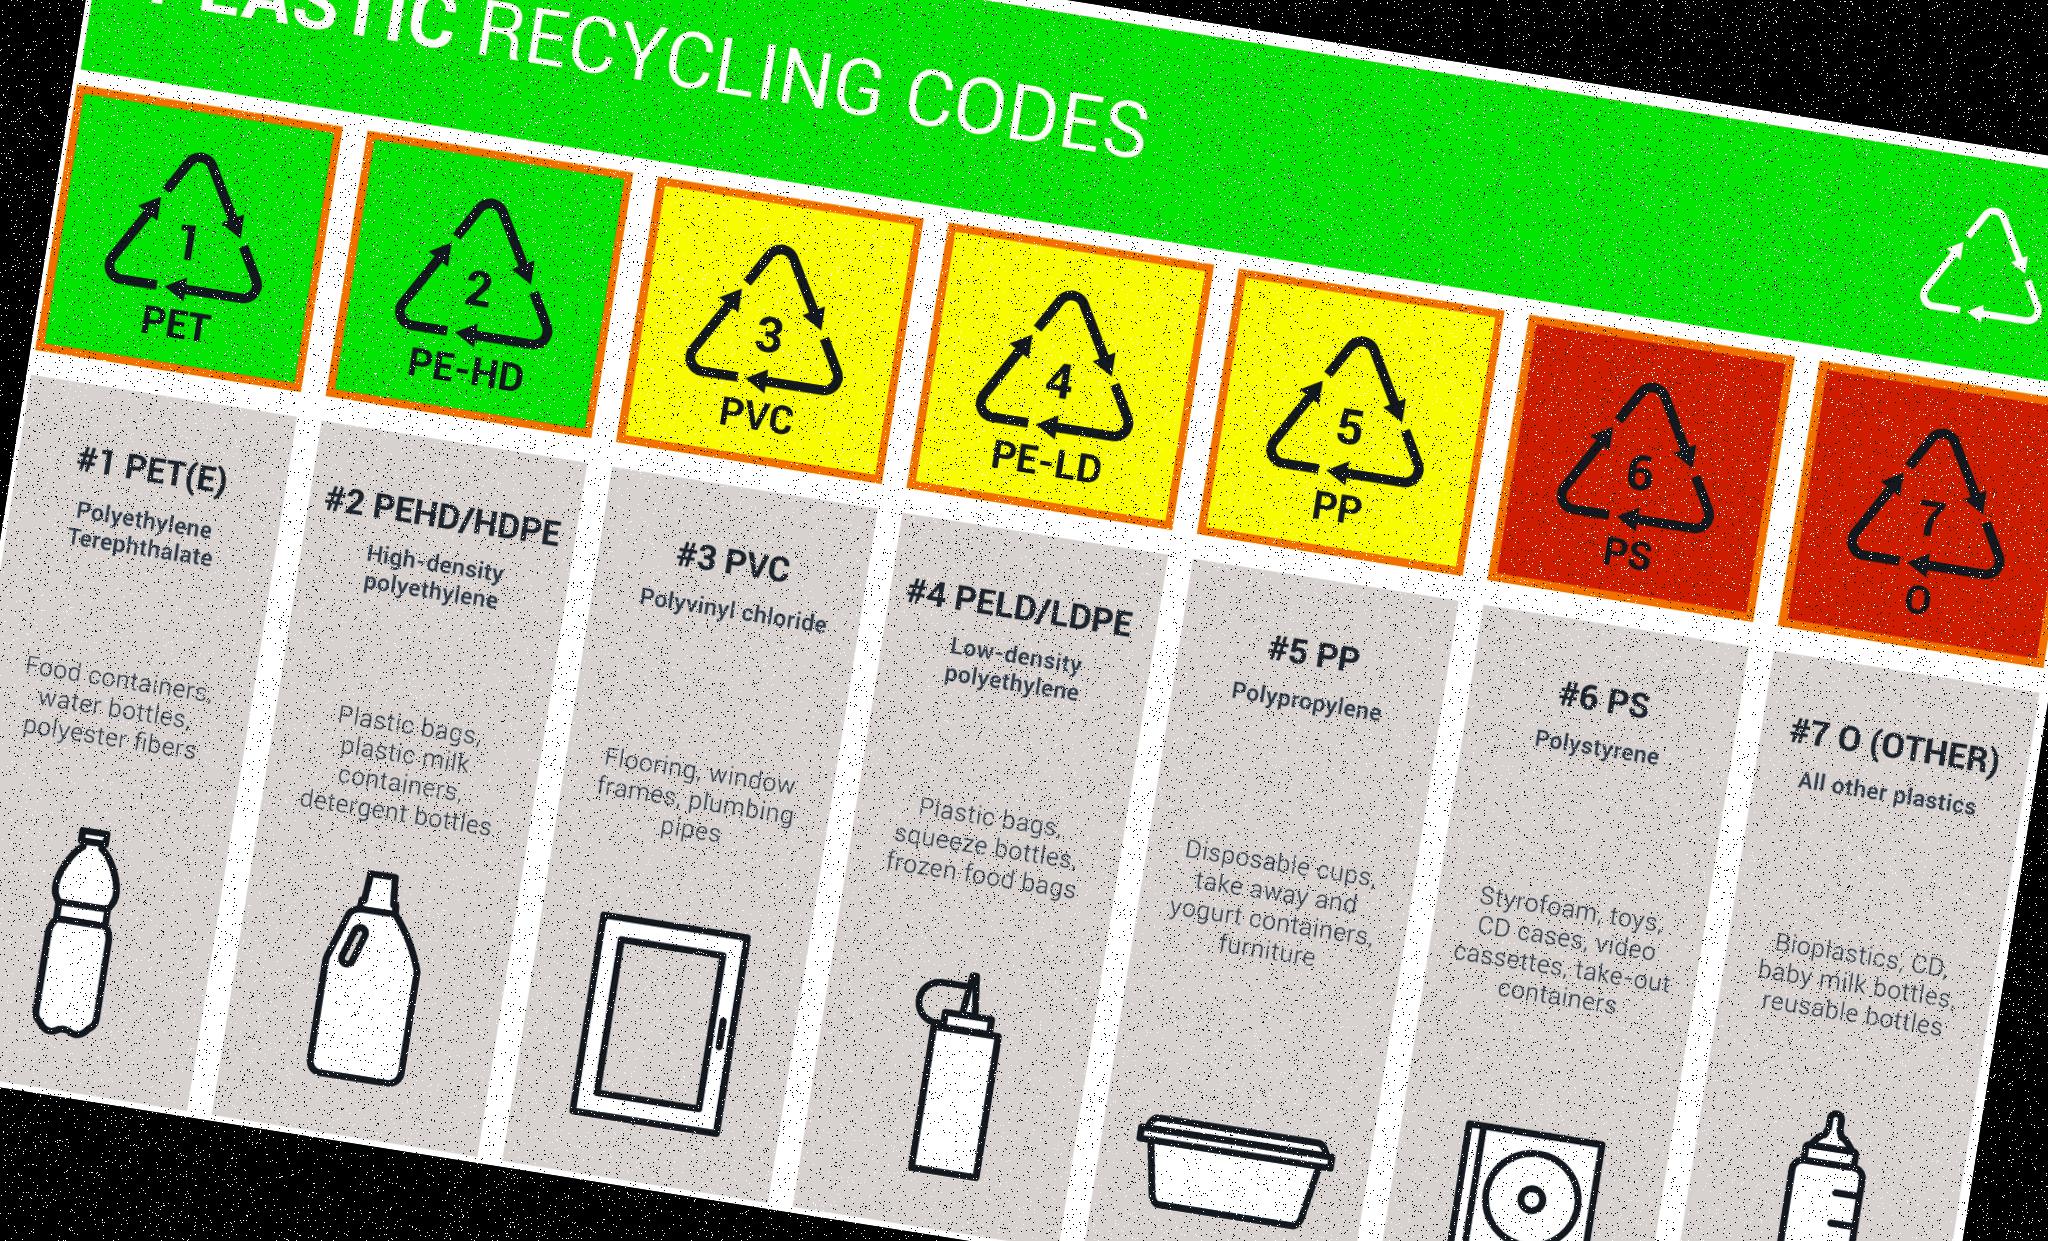 PLASTIC RECYCLING CODES
1
PET
2
PE-HD
3
PVC
4
PE-LD
5
PP
6
PS
7
O
#1 PET(E)
Polyethylene
Terephthalate
Food containers,
water bottles,
polyester fibers
#2 PEHD/HDPE
High-density
polyethylene
Plastic bags,
plastic milk
containers,
detergent bottles
#3 PVC
Polyvinyl chloride
Flooring, window
frames, plumbing
pipes
#4 PELD/LDPE
Low-density
polyethylene
Plastic bags,
squeeze bottles,
frozen food bags
#5 PP
Polypropylene
Disposable cups,
take away and
yogurt containers,
furniture
#6 PS
Polystyrene
Styrofoam, toys,
CD cases, video
cassettes, take-out
containers
#7 O (OTHER)
All other plastics
Bioplastics, CD,
baby milk bottles,
reusable bottles